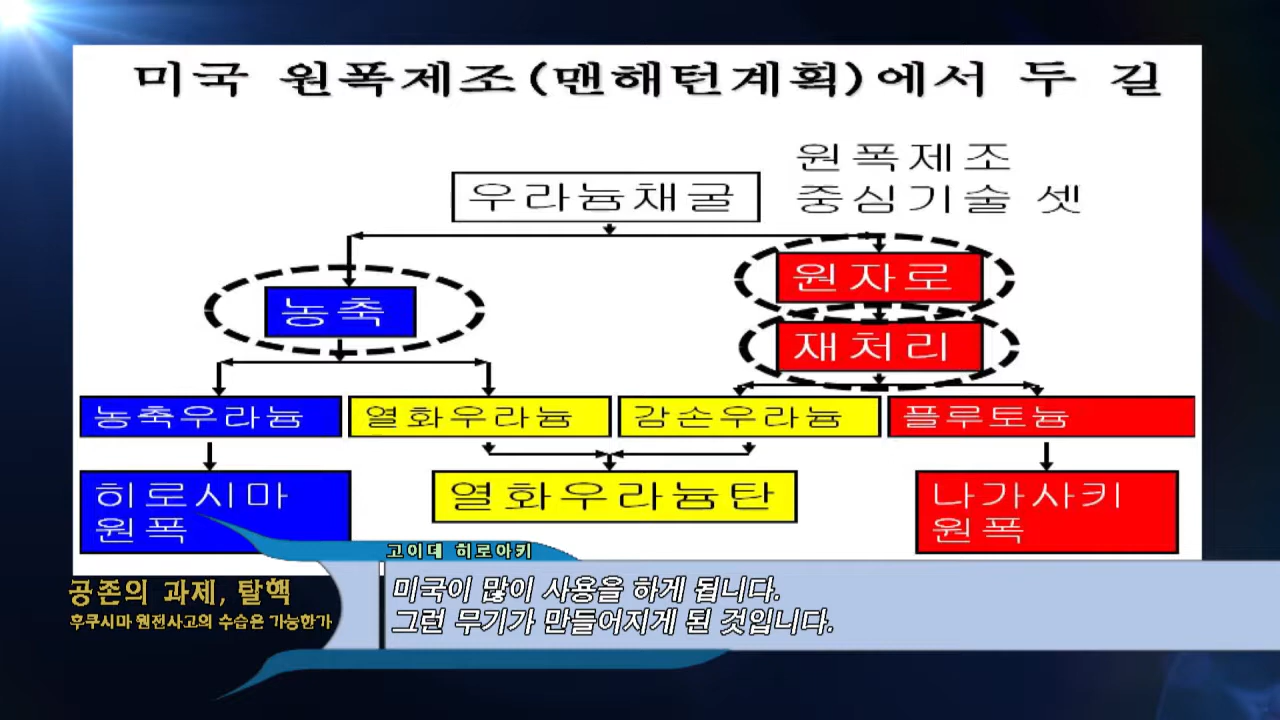 미국 원폭제조(맨해턴계획)에서 두 길
원폭제조
중심기술 셋
우라늄채굴
원자로
농축
재처리
농축우라늄
열화우라늄
감손우라늄
플루토늄
히로시마
원폭
열화우라늄탄
나가사키
원폭
고이데 히로아키
공존의 과제, 탈핵
후쿠시마 원전사고의 수습은 가능한가
미국이 많이 사용을 하게 됩니다.
그런 무기가 만들어지게 된 것입니다.